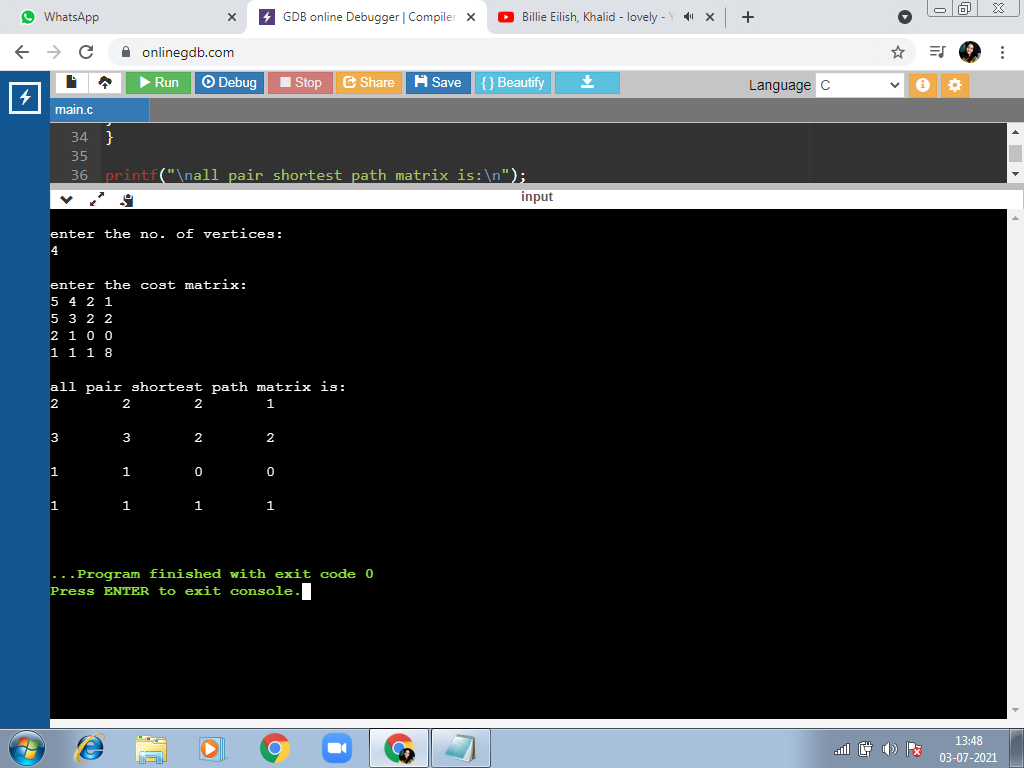 WhatsApp
GDB online Debugger | Compiler
Billie Eilish, Khalid - lovely -
onlinegdb.com
Run
Debug
Stop
Share
Save
{ } Beautify
Language
C
main.c
34 }
35
36 printf("\nall pair shortest path matrix is:\n");
input
enter the no. of vertices:
4
enter the cost matrix:
5 4 2 1
5 3 2 2
2 1 0 0
1 1 1 8
all pair shortest path matrix is:
2 2 2 1
3 3 2 2
1 1 0 0
1 1 1 1
...Program finished with exit code 0
Press ENTER to exit console.
13:48
03-07-2021